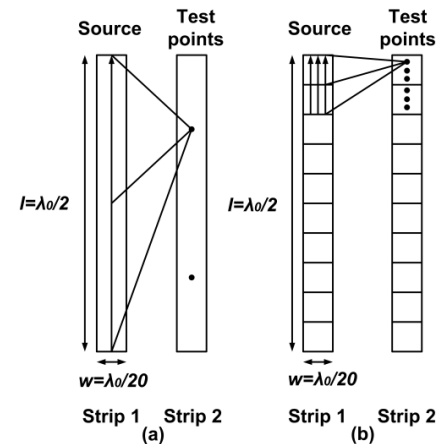 Source
Test
points
l=λ₀/2
w=λ₀/20
Strip 1 Strip 2
(a)
Source
Test
points
l=λ₀/2
w=λ₀/20
Strip 1 Strip 2
(b)